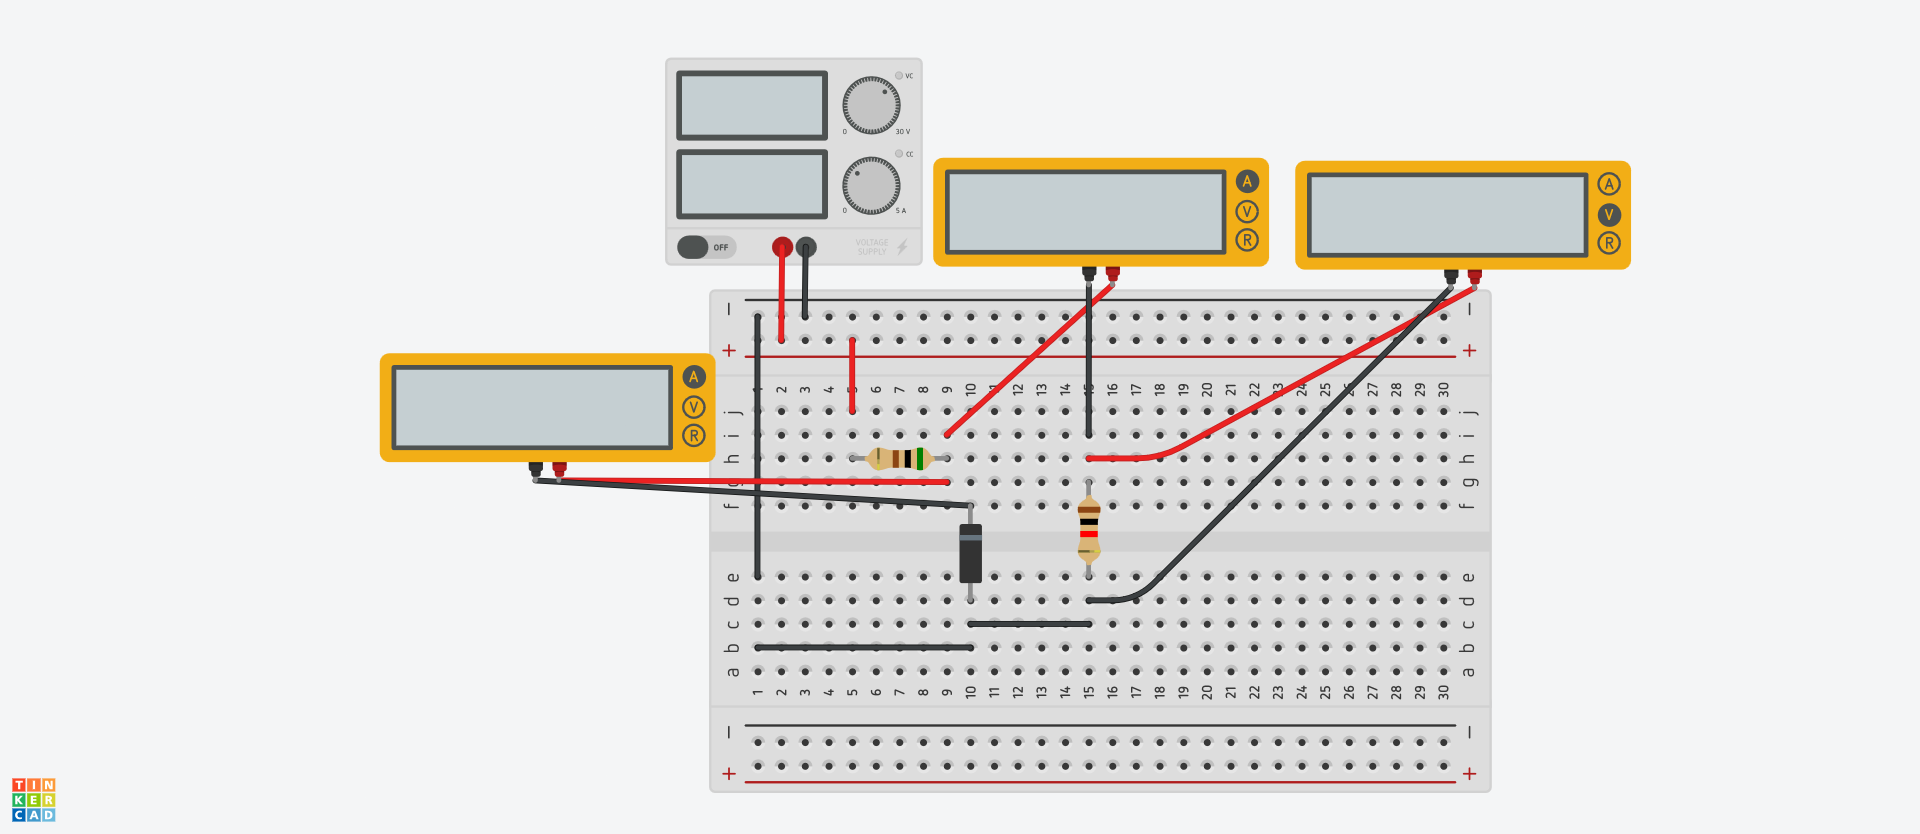 VC
0 30 V
CC
0 5 A
OFF
VOLTAGE
SUPPLY
A
V
R
A
V
R
A
V
R
− −
+ +
1 2 3 4 5 6 7 8 9 10 11 12 13 14 15 16 17 18 19 20 21 22 23 24 25 26 27 28 29 30
j j
i i
h h
g g
f f
e e
d d
c c
b b
a a
1 2 3 4 5 6 7 8 9 10 11 12 13 14 15 16 17 18 19 20 21 22 23 24 25 26 27 28 29 30
− −
+ +
TIN
KER
CAD